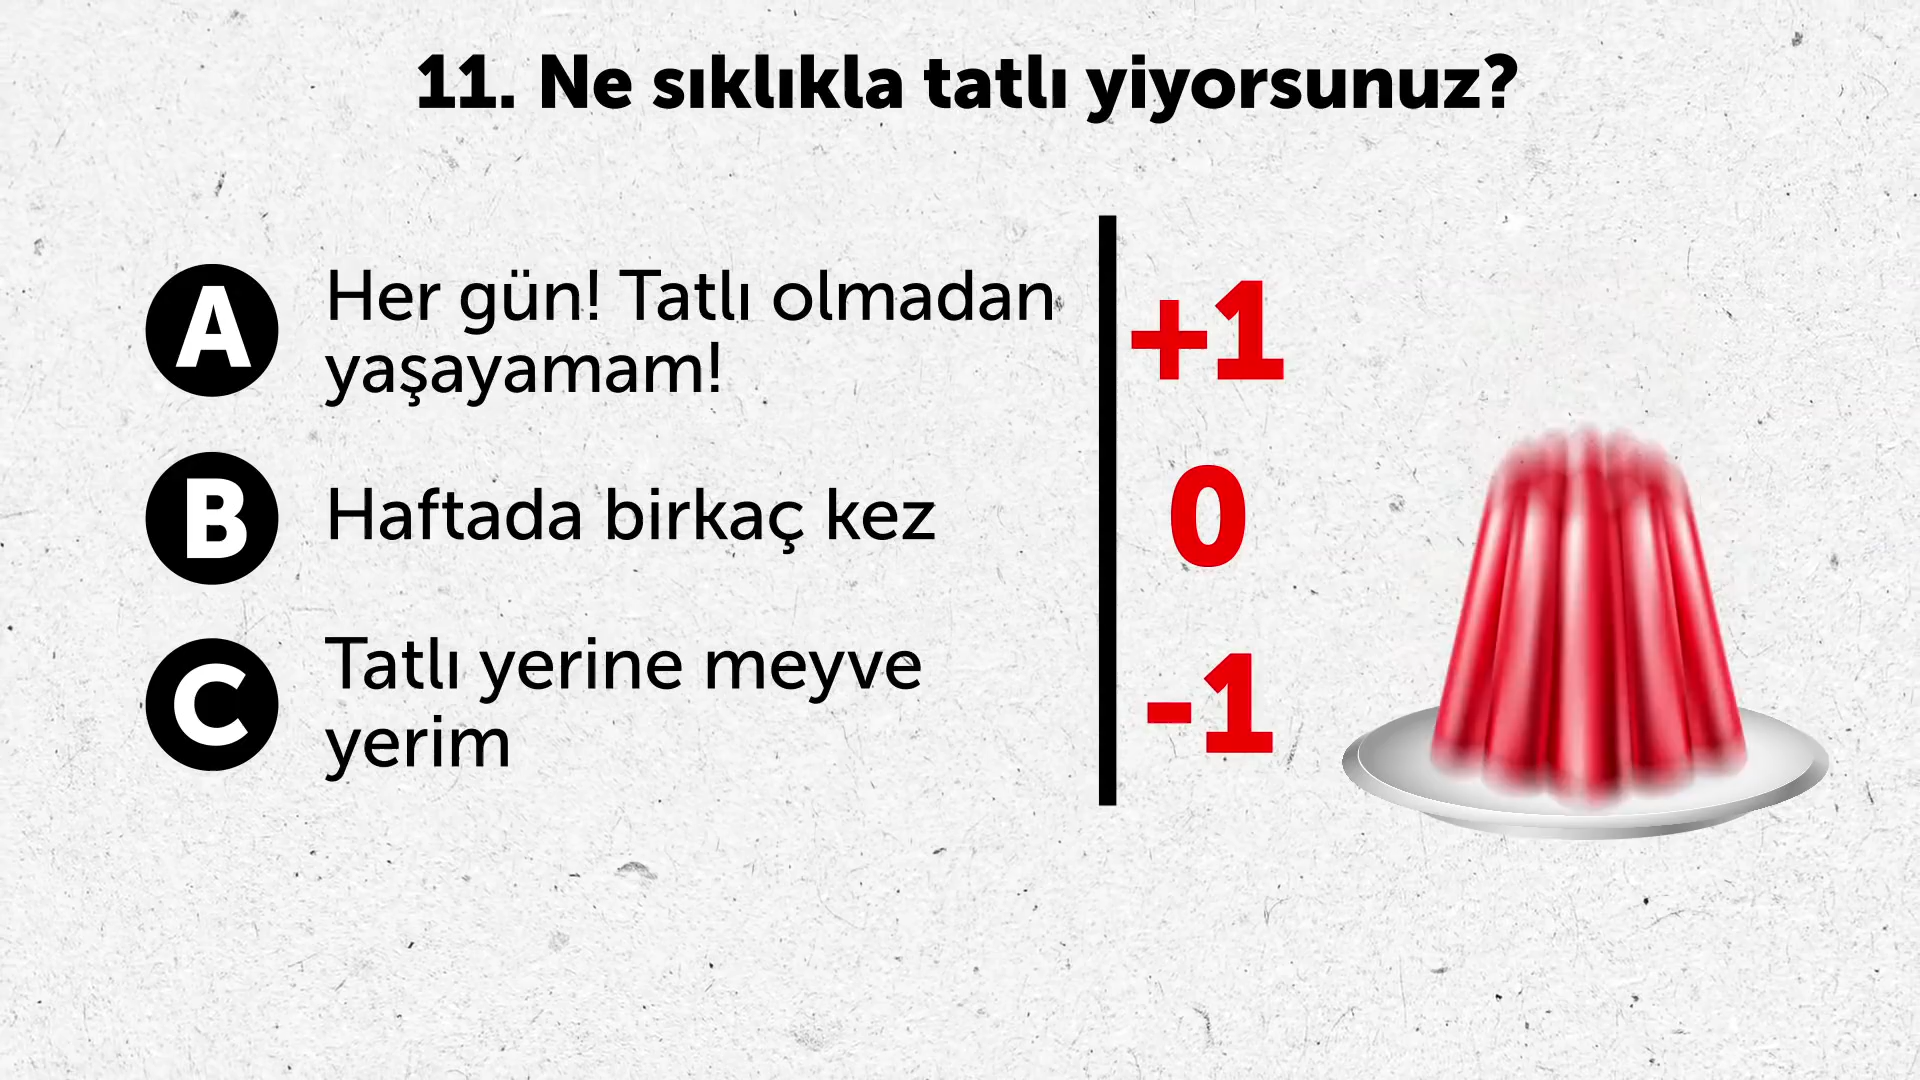 11. Ne sıklıkla tatlı yiyorsunuz?
A
Her gün! Tatlı olmadan
yaşayamam!
+1
B
Haftada birkaç kez
0
C
Tatlı yerine meyve
yerim
-1